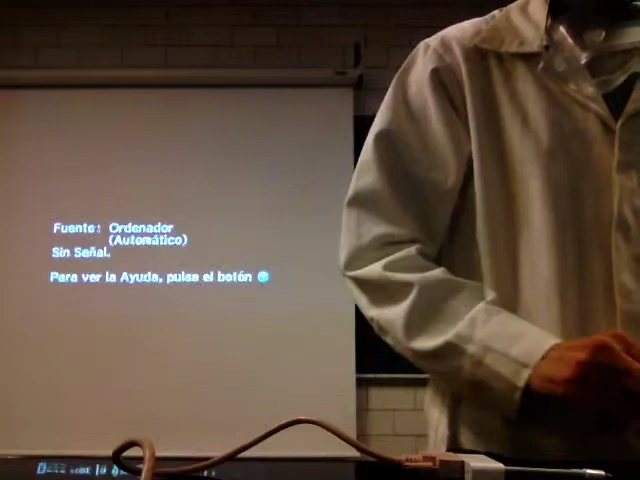 Fuente: Ordenador
(Automático)
Sin Señal.
Para ver la Ayuda, pulse el botón